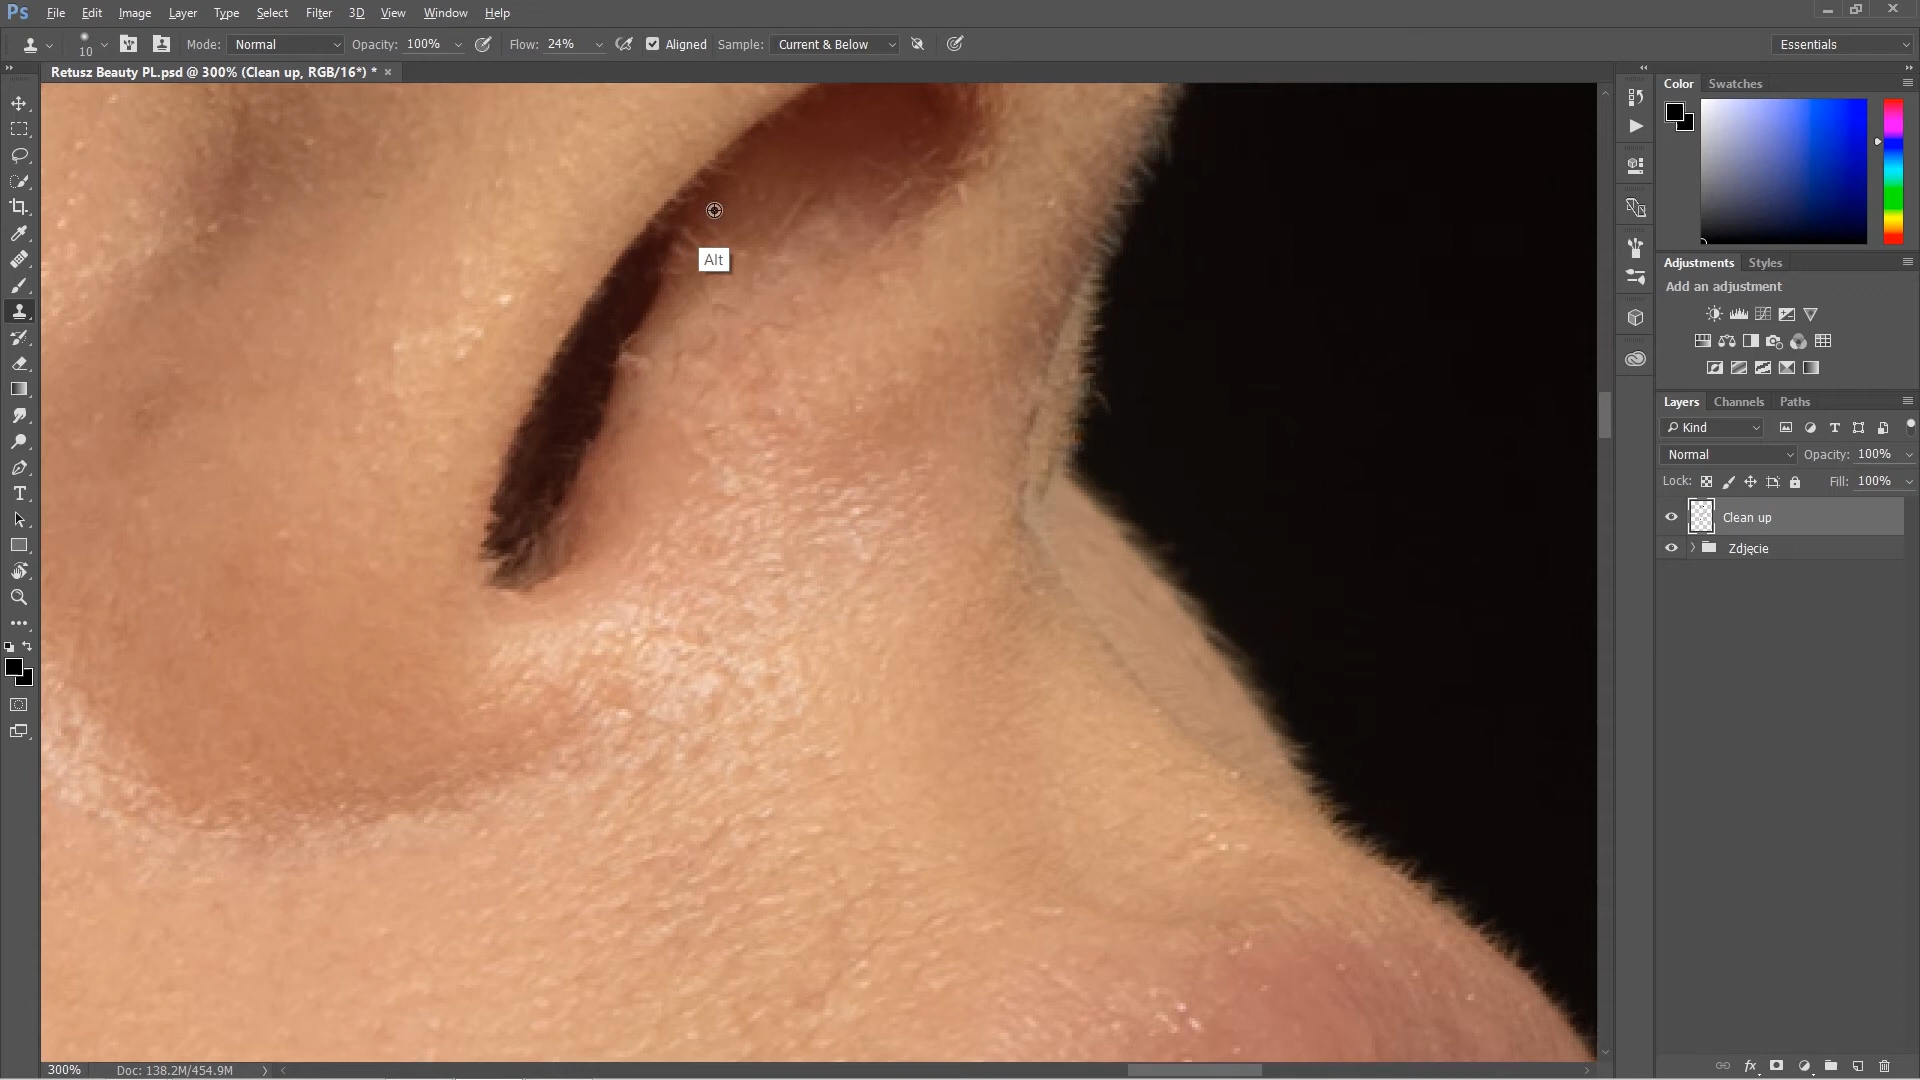 Ps File Edit Image Layer Type Select Filter 3D View Window Help
10 Mode: Normal Opacity: 100% Flow: 24% Aligned Sample: Current & Below Essentials
Retusz Beauty PL.psd @ 300% (Clean up, RGB/16*) * ×
Color Swatches
Alt
Adjustments Styles
Add an adjustment
Layers Channels Paths
Kind
Normal Opacity: 100%
Lock: Fill: 100%
Clean up
Zdjęcie
300% Doc: 138.2M/454.9M